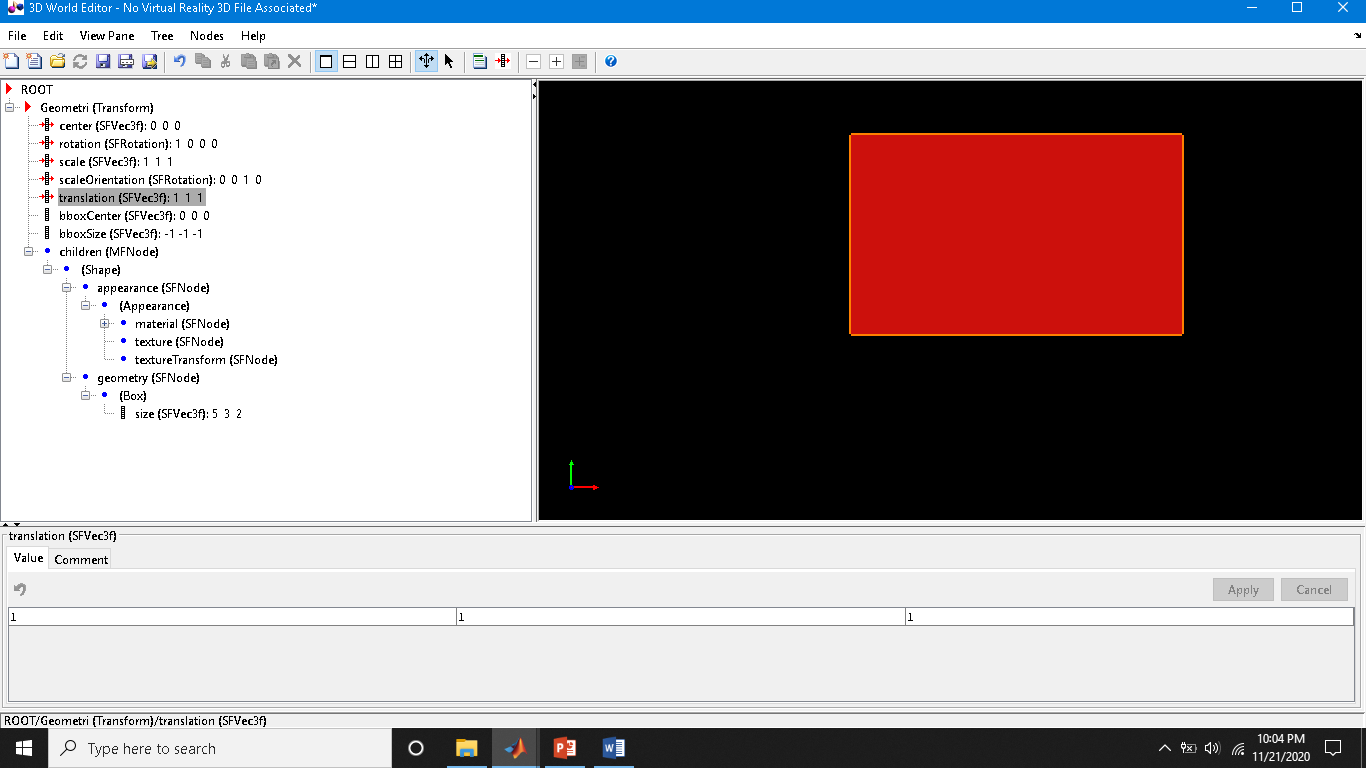 3D World Editor - No Virtual Reality 3D File Associated*
File Edit View Pane Tree Nodes Help
ROOT
Geometri (Transform)
center (SFVec3f): 0 0 0
rotation (SFRotation): 1 0 0 0
scale (SFVec3f): 1 1 1
scaleOrientation (SFRotation): 0 0 1 0
translation (SFVec3f): 1 1 1
bboxCenter (SFVec3f): 0 0 0
bboxSize (SFVec3f): -1 -1 -1
children (MFNode)
(Shape)
appearance (SFNode)
(Appearance)
material (SFNode)
texture (SFNode)
textureTransform (SFNode)
geometry (SFNode)
(Box)
size (SFVec3f): 5 3 2
translation (SFVec3f)
Value Comment
Apply Cancel
1 1 1
ROOT/Geometri (Transform)/translation (SFVec3f)
Type here to search
10:04 PM
11/21/2020